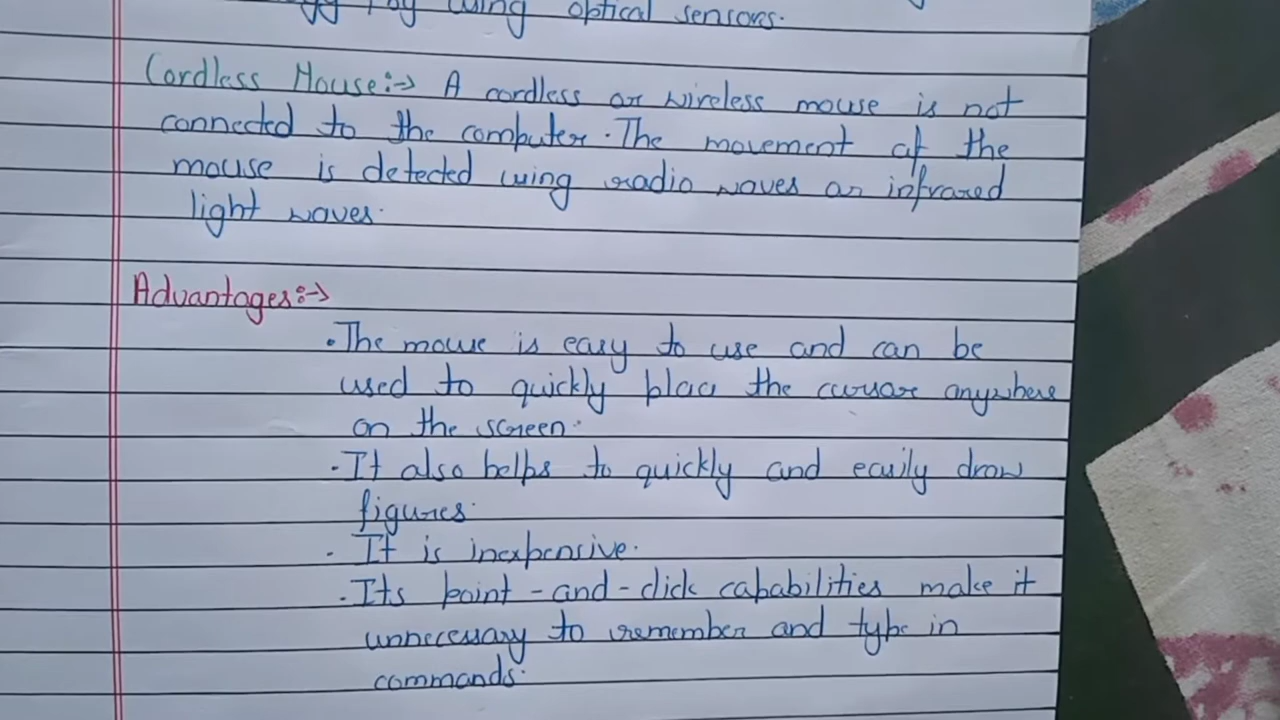 by using optical sensors.
Cordless Mouse:→ A cordless or wireless mouse is not
connected to the computer. The movement of the
mouse is detected using radio waves or infrared
light waves.
Advantages:→
• The mouse is easy to use and can be
used to quickly place the cursor anywhere
on the screen.
• It also helps to quickly and easily draw
figures.
• It is inexpensive.
• Its point-and-click capabilities make it
unnecessary to remember and type in
commands.